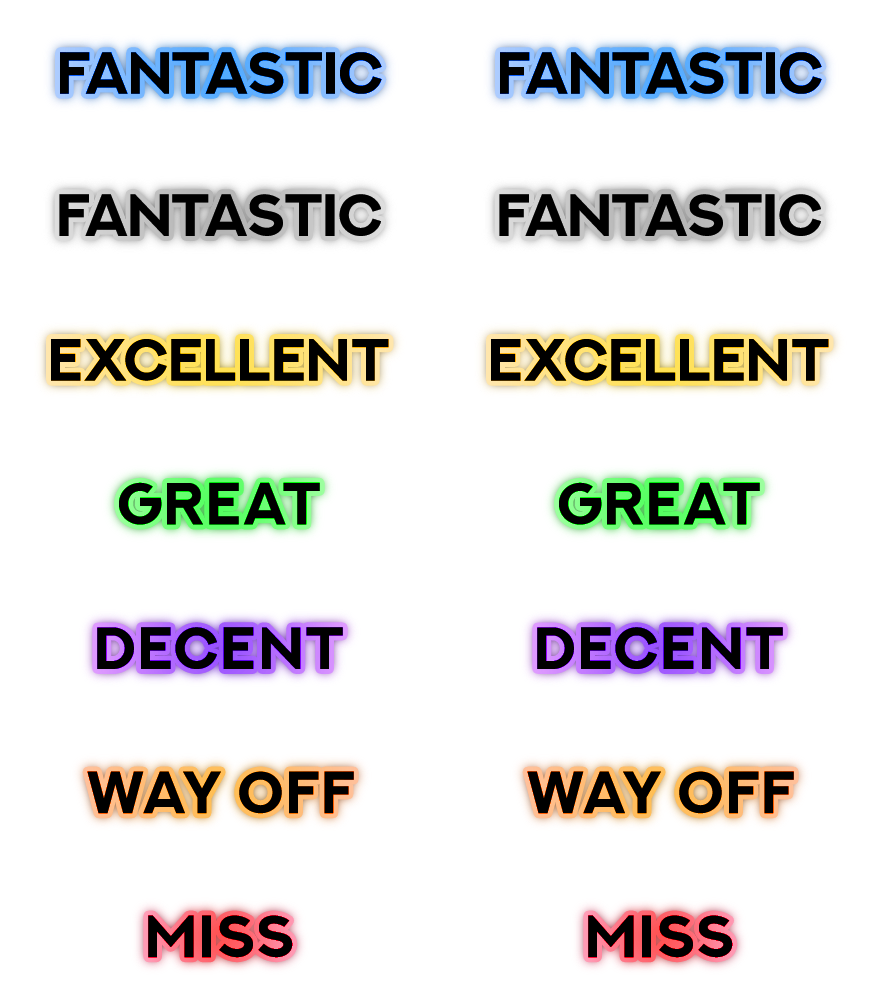 FANTASTIC FANTASTIC
FANTASTIC FANTASTIC
EXCELLENT EXCELLENT
GREAT GREAT
DECENT DECENT
WAY OFF WAY OFF
MISS MISS